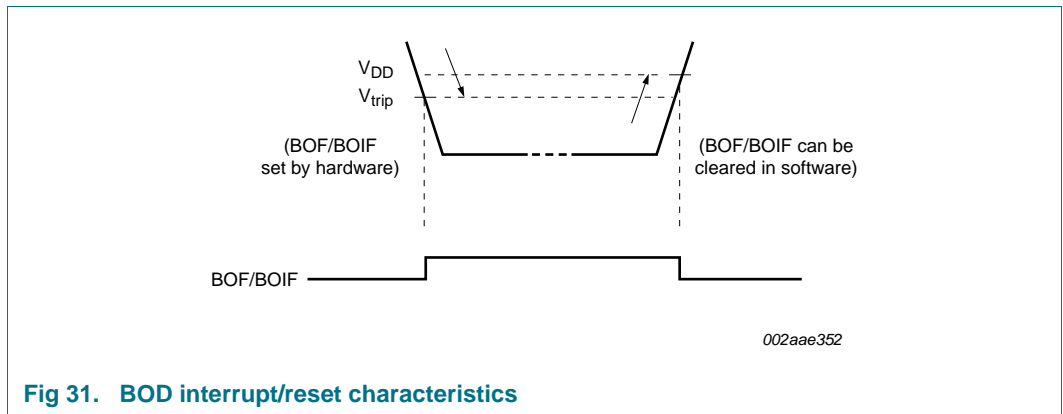 VDD
Vtrip
(BOF/BOIF
set by hardware)
(BOF/BOIF can be
cleared in software)
BOF/BOIF
002aae352
Fig 31. BOD interrupt/reset characteristics